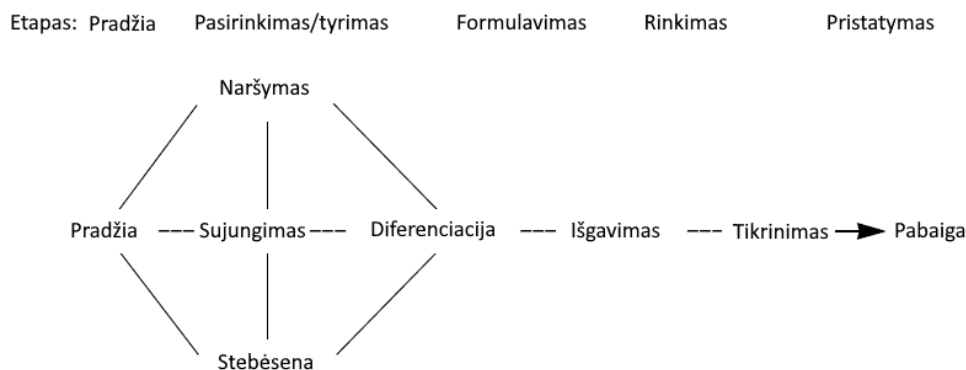 Etapas: Pradžia Pasirinkimas/tyrimas Formulavimas Rinkimas Pristatymas
Naršymas
Pradžia --- Sujungimas --- Diferenciacija --- Išgavimas --- Tikrinimas Pabaiga
Stebėsena